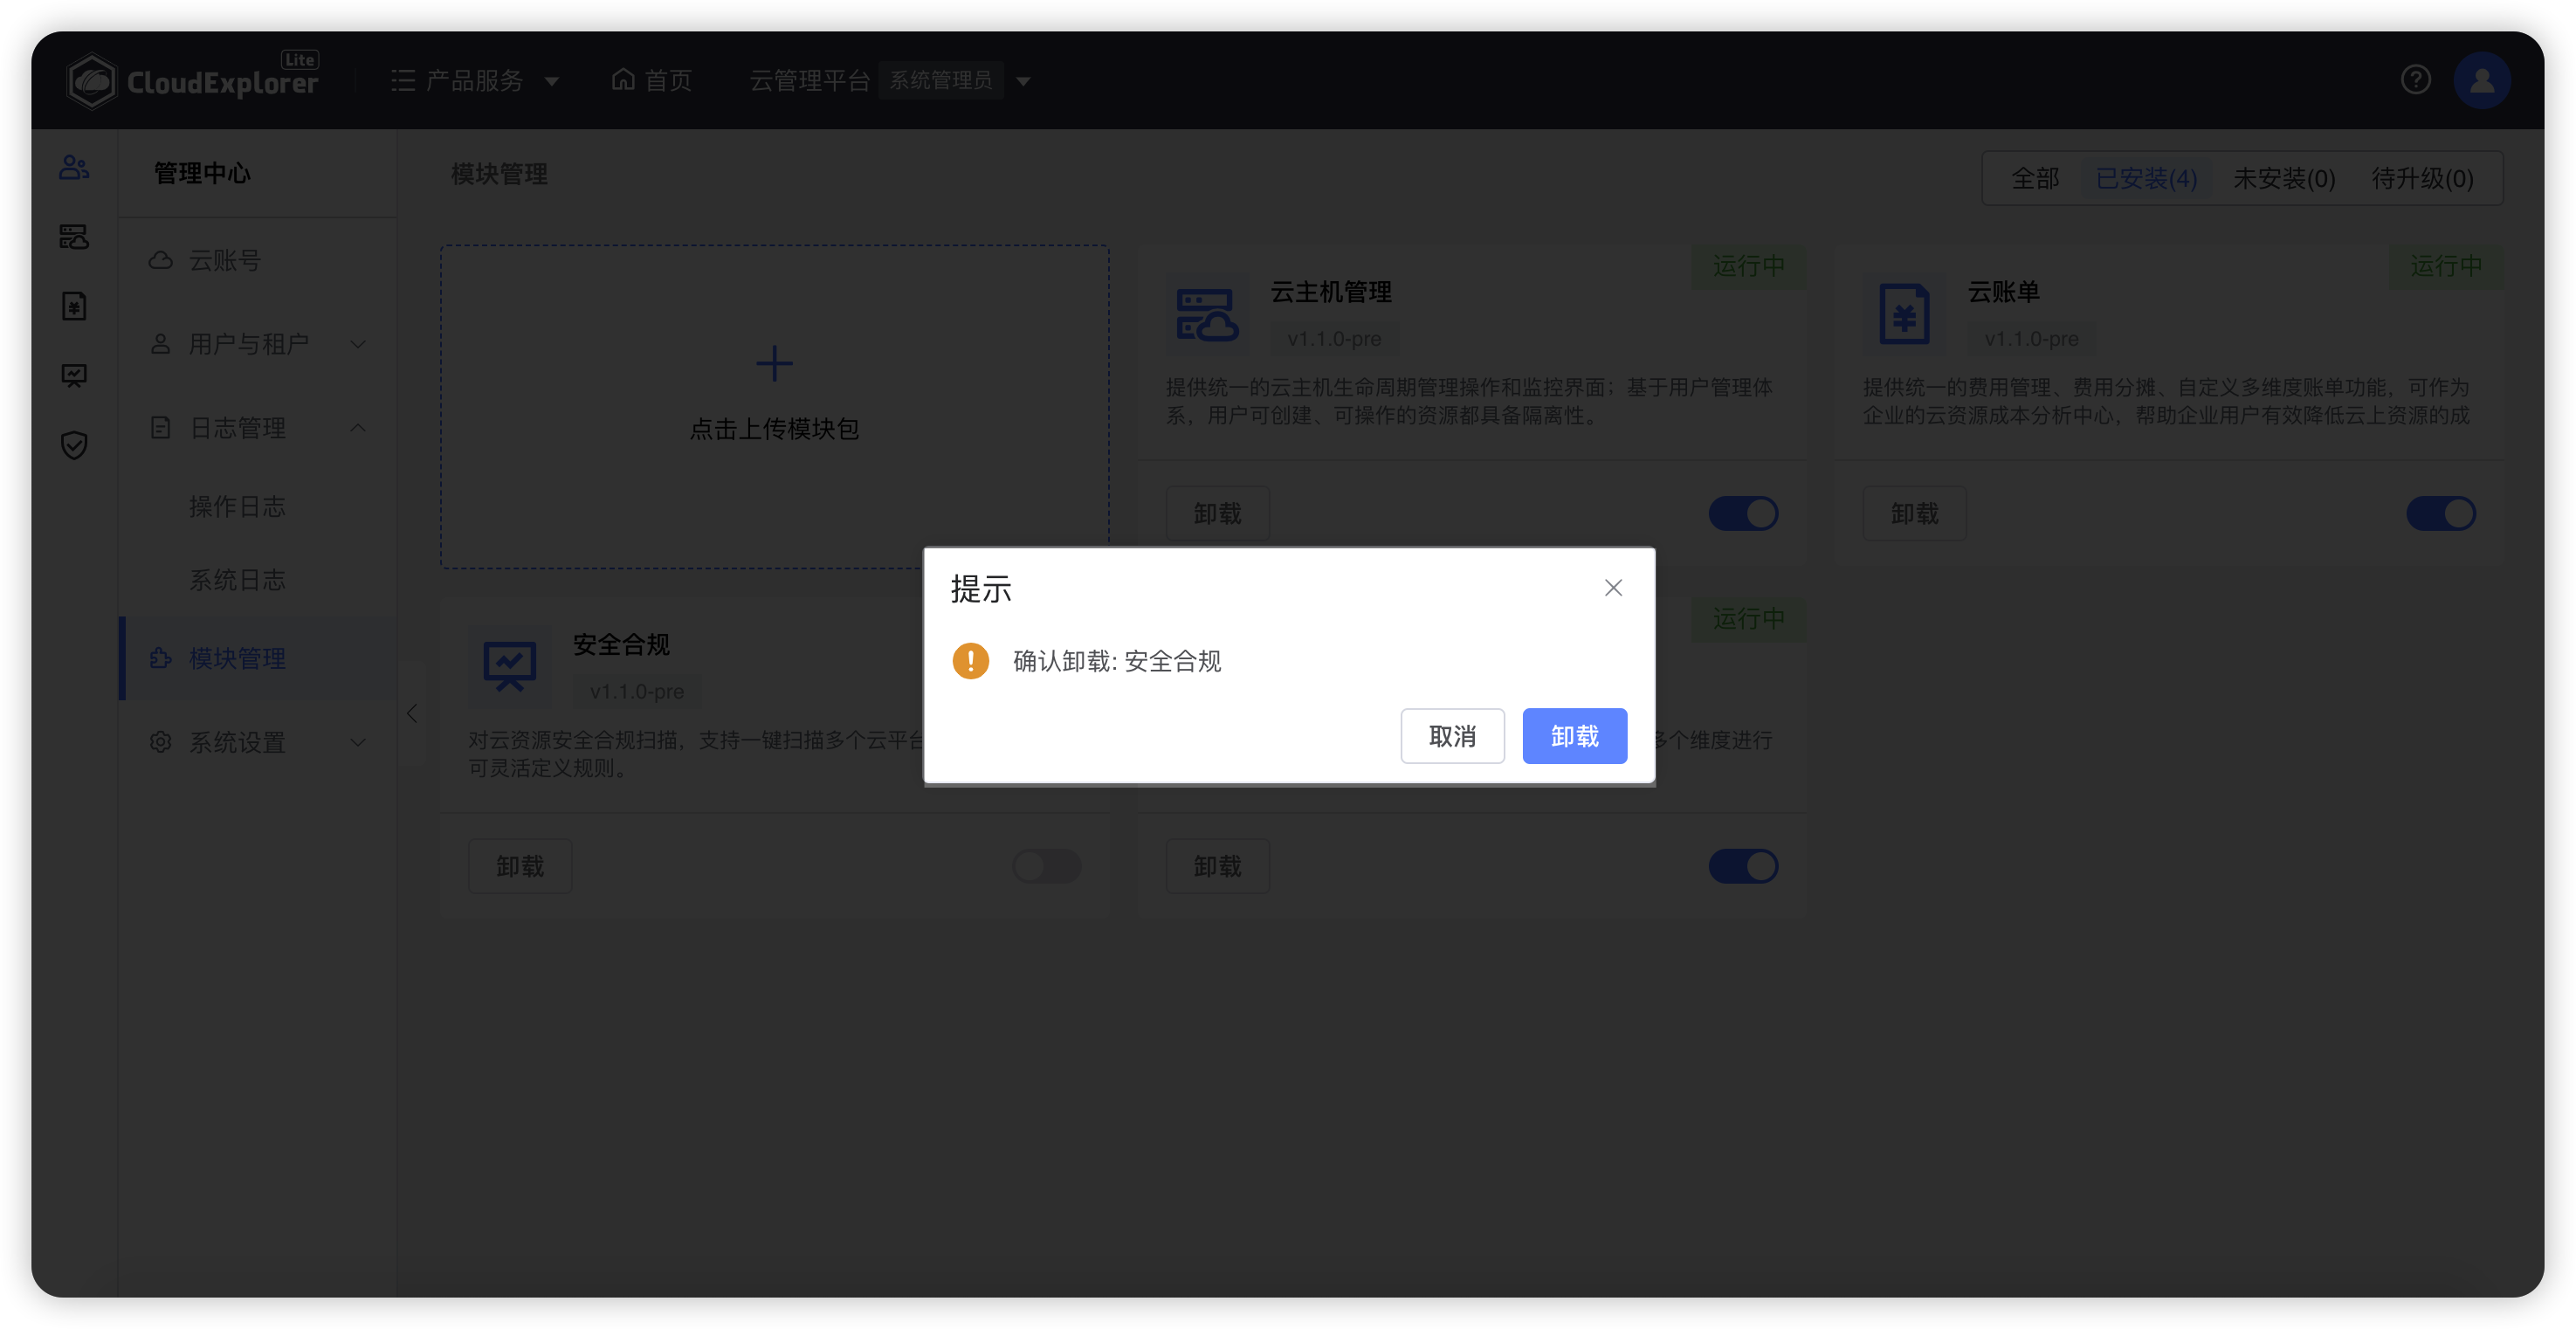 CloudExplorer Lite
产品服务
首页
云管理平台 系统管理员
管理中心
云账号
用户与租户
日志管理
操作日志
系统日志
模块管理
系统设置
模块管理
全部 已安装(4) 未安装(0) 待升级(0)
点击上传模块包
运行中
云主机管理
v1.1.0-pre
提供统一的云主机生命周期管理操作和监控界面；基于用户管理体
系，用户可创建、可操作的资源都具备隔离性。
卸载
运行中
云账单
v1.1.0-pre
提供统一的费用管理、费用分摊、自定义多维度账单功能，可作为
企业的云资源成本分析中心，帮助企业用户有效降低云上资源的成
卸载
安全合规
v1.1.0-pre
对云资源安全合规扫描，支持一键扫描多个云平台
可灵活定义规则。
卸载
运行中
多个维度进行
卸载
提示
确认卸载: 安全合规
取消
卸载